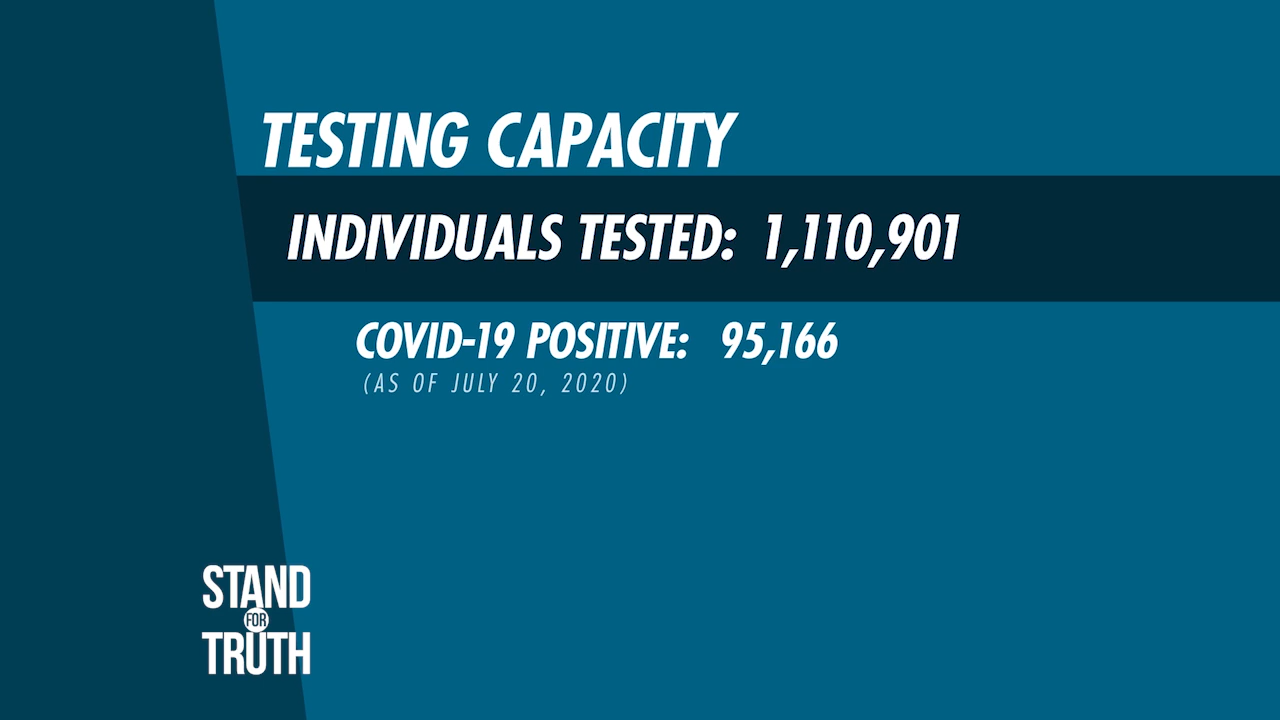 TESTING CAPACITY
INDIVIDUALS TESTED: 1,110,901
COVID-19 POSITIVE: 95,166
(AS OF JULY 20, 2020)
STAND
FOR
TRUTH